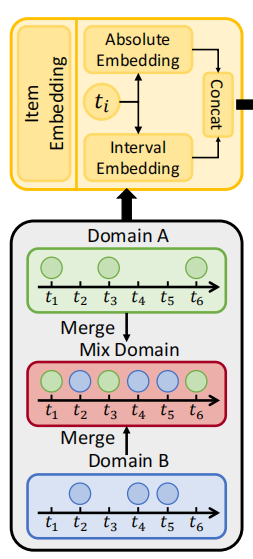 Item
Embedding
Absolute
Embedding
t_i
Interval
Embedding
Concat
Domain A
t_1 t_2 t_3 t_4 t_5 t_6
Merge
Mix Domain
t_1 t_2 t_3 t_4 t_5 t_6
Merge
Domain B
t_1 t_2 t_3 t_4 t_5 t_6